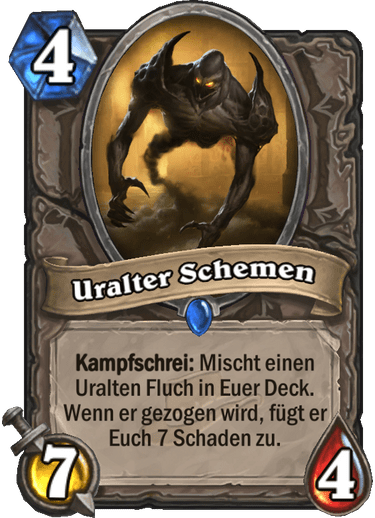 4
Uralter Schemen
Kampfschrei: Mischt einen
Uralten Fluch in Euer Deck.
Wenn er gezogen wird, fügt er
Euch 7 Schaden zu.
7
4